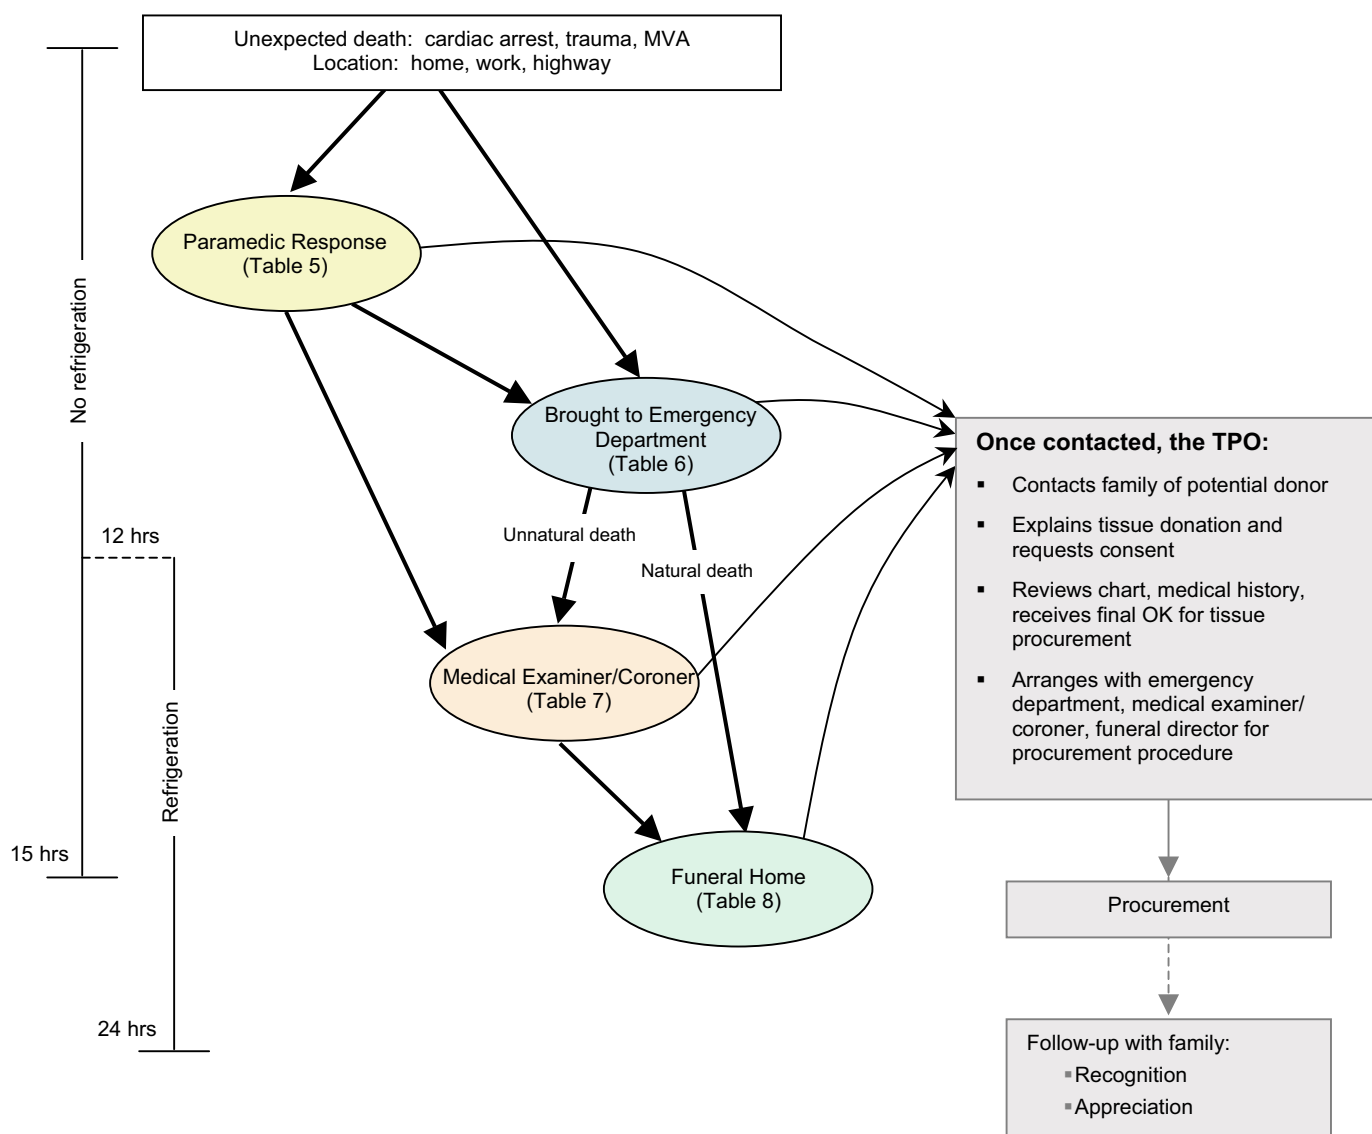 Unexpected death: cardiac arrest, trauma, MVA
Location: home, work, highway
Paramedic Response
(Table 5)
No refrigeration
Brought to Emergency
Department
(Table 6)
Once contacted, the TPO:
▪ Contacts family of potential donor
▪ Explains tissue donation and
requests consent
▪ Reviews chart, medical history,
receives final OK for tissue
procurement
▪ Arranges with emergency
department, medical examiner/
coroner, funeral director for
procurement procedure
Unnatural death
12 hrs
Natural death
Medical Examiner/Coroner
(Table 7)
Refrigeration
15 hrs
Funeral Home
(Table 8)
Procurement
24 hrs
Follow-up with family:
▪Recognition
▪Appreciation